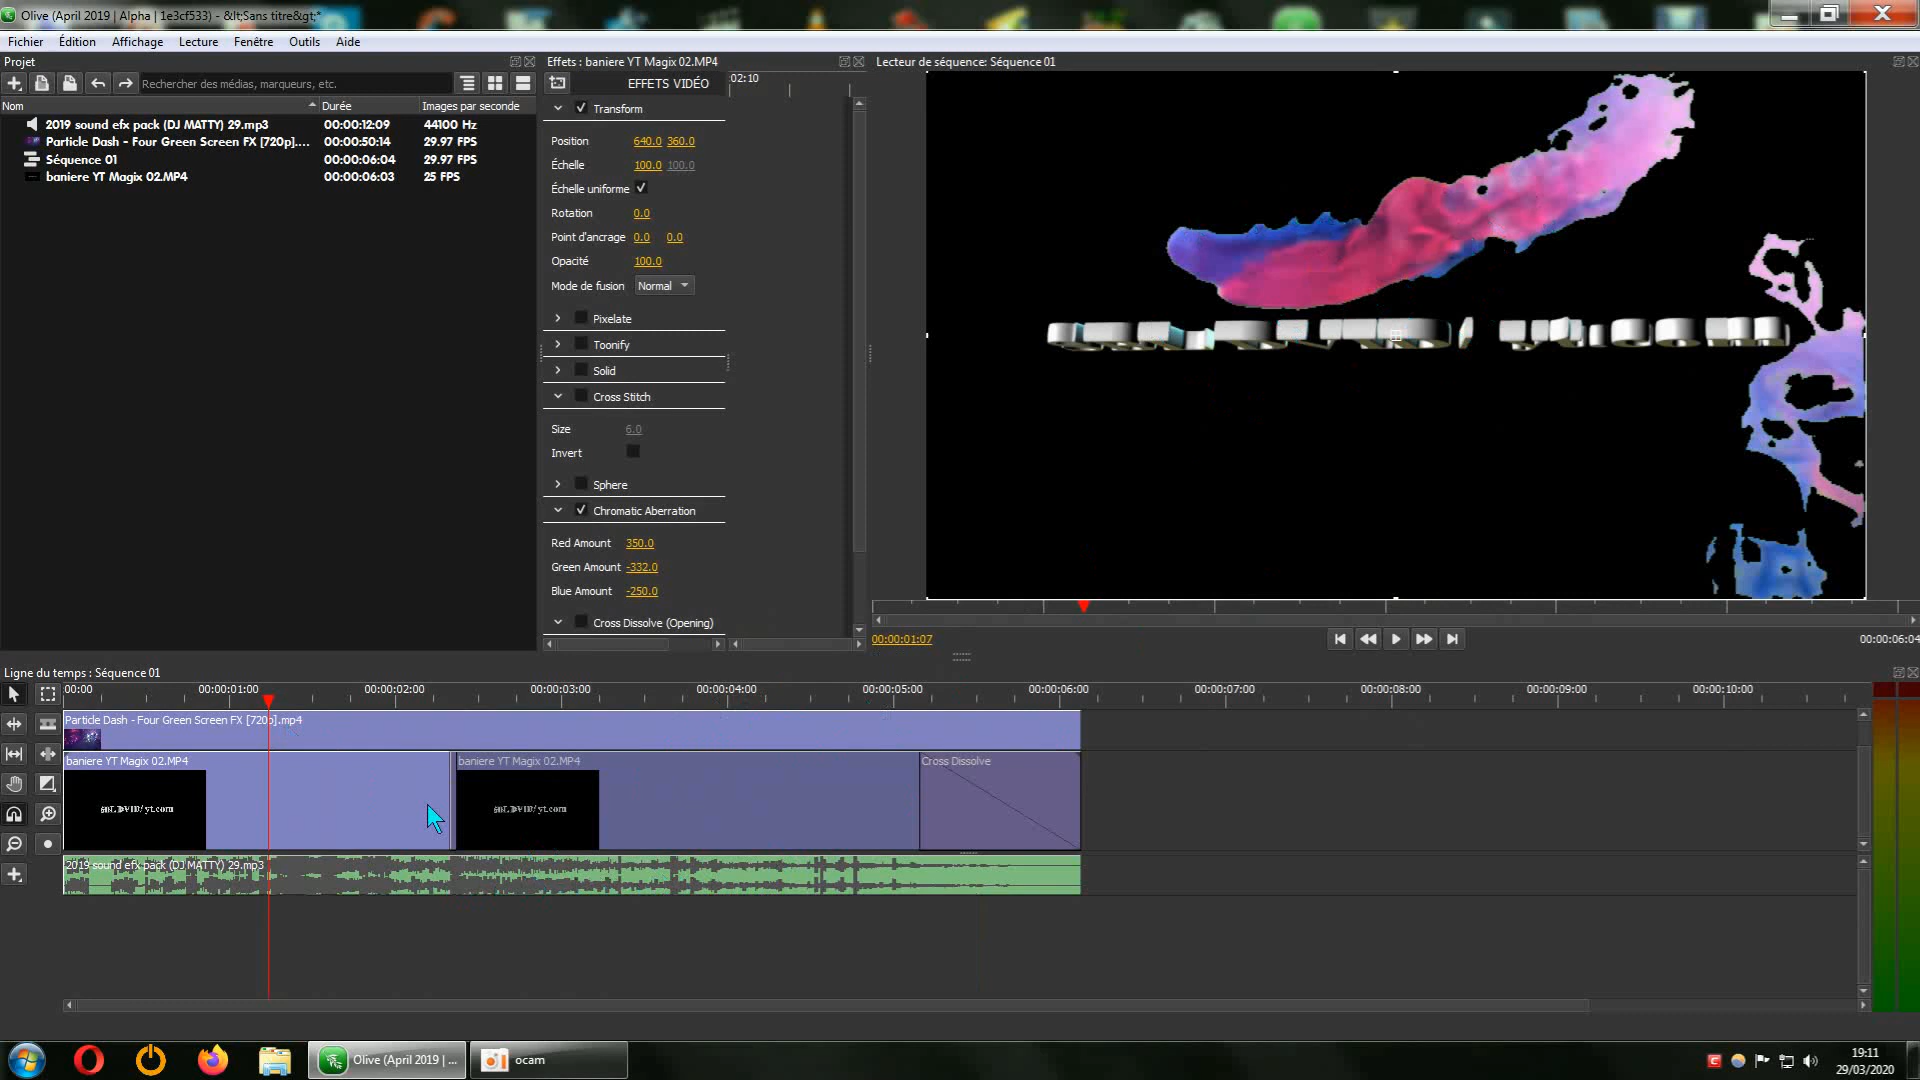 Olive (April 2019 | Alpha | 1e3cf533) - &lt;Sans titre&gt;*
Fichier Édition Affichage Lecture Fenêtre Outils Aide
Projet
Rechercher des médias, marqueurs, etc.
Nom Durée Images par seconde
2019 sound efx pack (DJ MATTY) 29.mp3 00:00:12:09 44100 Hz
Particle Dash - Four Green Screen FX [720p].... 00:00:50:14 29.97 FPS
Séquence 01 00:00:06:04 29.97 FPS
baniere YT Magix 02.MP4 00:00:06:03 25 FPS
Effets : baniere YT Magix 02.MP4
EFFETS VIDÉO
02:10
Transform
Position 640.0 360.0
Échelle 100.0 100.0
Échelle uniforme
Rotation 0.0
Point d'ancrage 0.0 0.0
Opacité 100.0
Mode de fusion Normal
Pixelate
Toonify
Solid
Cross Stitch
Size 6.0
Invert
Sphere
Chromatic Aberration
Red Amount 350.0
Green Amount -332.0
Blue Amount -250.0
Cross Dissolve (Opening)
Lecteur de séquence: Séquence 01
00:00:01:07
00:00:06:04
Ligne du temps : Séquence 01
00:00 00:00:01:00 00:00:02:00 00:00:03:00 00:00:04:00 00:00:05:00 00:00:06:00 00:00:07:00 00:00:08:00 00:00:09:00 00:00:10:00
Particle Dash - Four Green Screen FX [720p].mp4
baniere YT Magix 02.MP4
baniere YT Magix 02.MP4
Cross Dissolve
2019 sound efx pack (DJ MATTY) 29.mp3
Olive (April 2019 | ...
ocam
19:11
29/03/2020